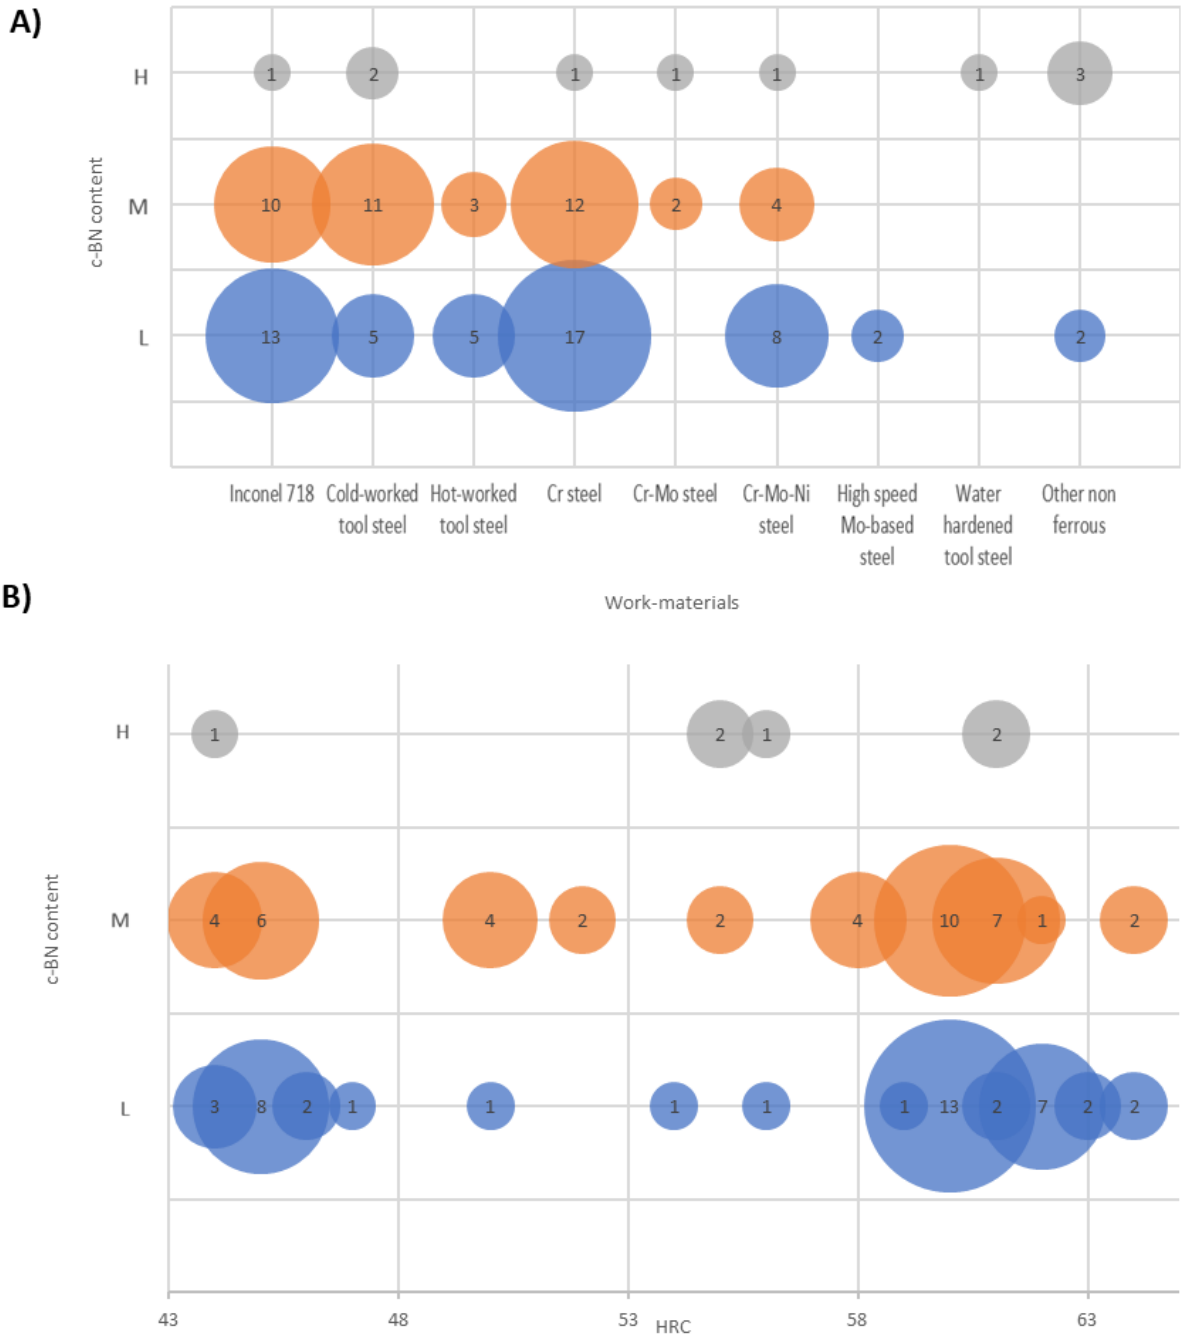 A)
H
1 2 1 1 1 1 3
c-BN content
M
10 11 3 12 2 4
L
13 5 5 17 8 2 2
Inconel 718 Cold-worked Hot-worked Cr steel Cr-Mo steel Cr-Mo-Ni High speed Water Other non
tool steel tool steel steel Mo-based hardened ferrous
steel tool steel
Work-materials
B)
H
1 2 1 2
c-BN content
M
4 6 4 2 2 4 10 7 1 2
L
3 8 2 1 1 1 1 1 13 2 7 2 2
43 48 53 58 63
HRC